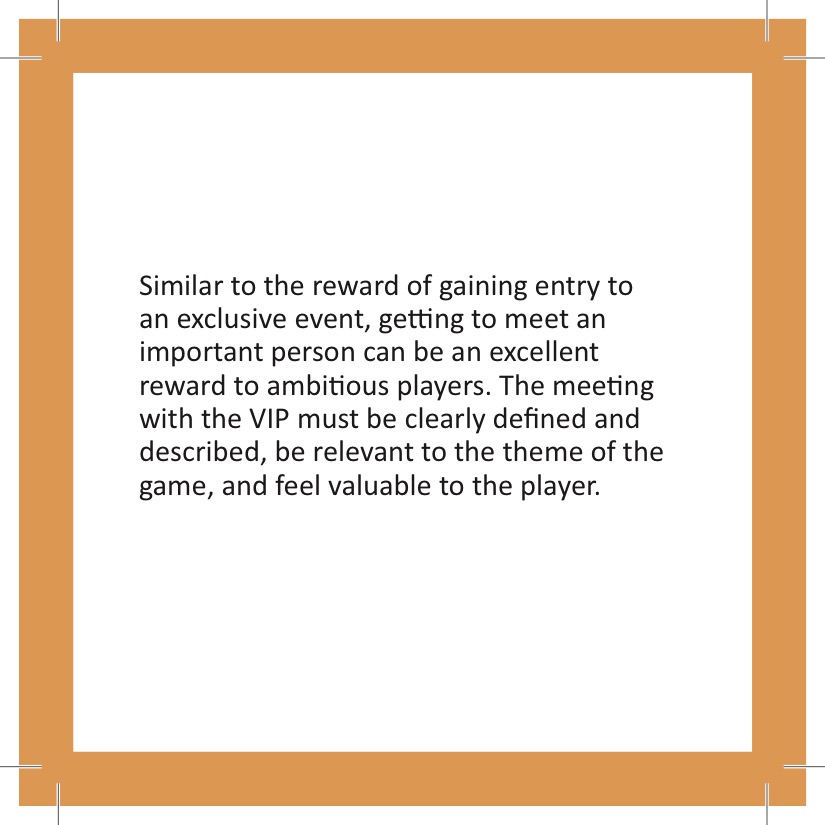 Similar to the reward of gaining entry to
an exclusive event, getting to meet an
important person can be an excellent
reward to ambitious players. The meeting
with the VIP must be clearly defined and
described, be relevant to the theme of the
game, and feel valuable to the player.